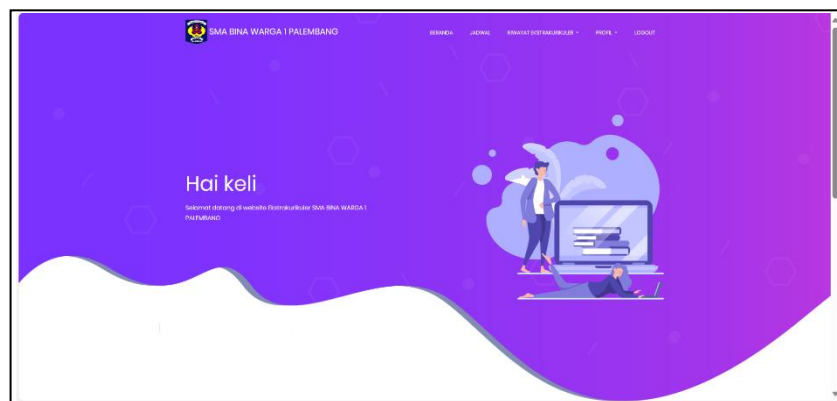 SMA BINA WARGA 1 PALEMBANG
BERANDA JADWAL RIWAYAT EKSTRAKURIKULER PROFIL LOGOUT
Hai keli
Selamat datang di website Ekstrakurikuler SMA BINA WARGA 1
PALEMBANG